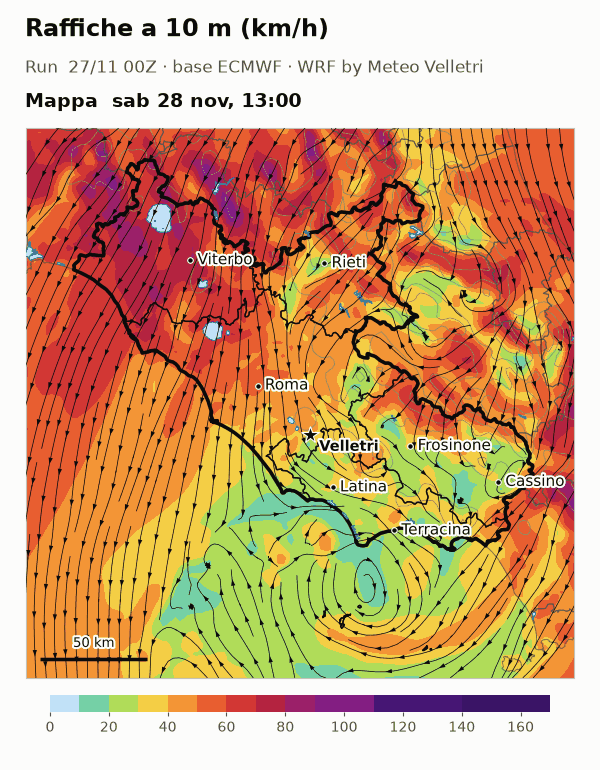 Raffiche a 10 m (km/h)
Run 27/11 00Z · base ECMWF · WRF by Meteo Velletri
Mappa sab 28 nov, 13:00
Viterbo
Rieti
Roma
Velletri
Frosinone
Latina
Cassino
Terracina
50 km
0 20 40 60 80 100 120 140 160